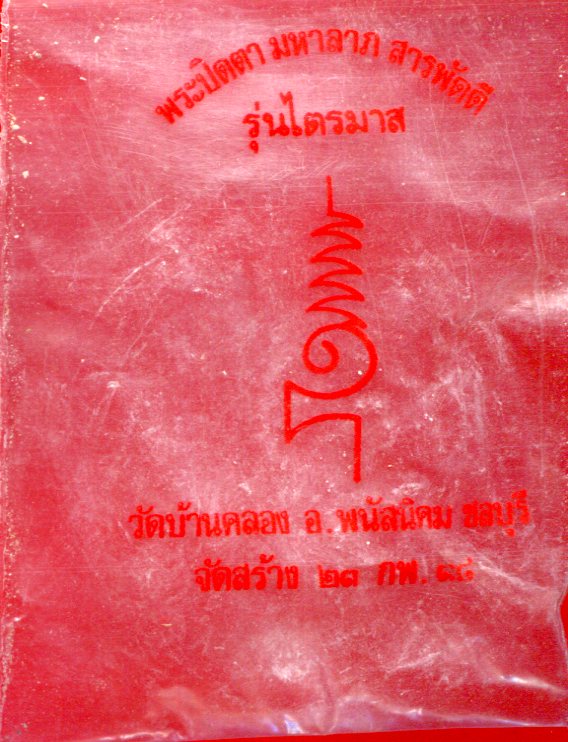 พระปิดตา มหาลาภ สารพัดดี
รุ่นไตรมาส
วัดบ้านคลอง อ.พนัสนิคม ชลบุรี
จัดสร้าง ๒๓ กพ.